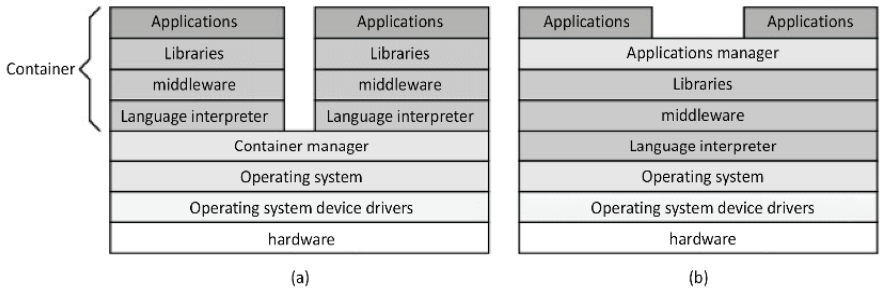 Container
Applications
Applications
Libraries
Libraries
middleware
middleware
Language interpreter
Language interpreter
Container manager
Operating system
Operating system device drivers
hardware
(a)
Applications
Applications
Applications manager
Libraries
middleware
Language interpreter
Operating system
Operating system device drivers
hardware
(b)